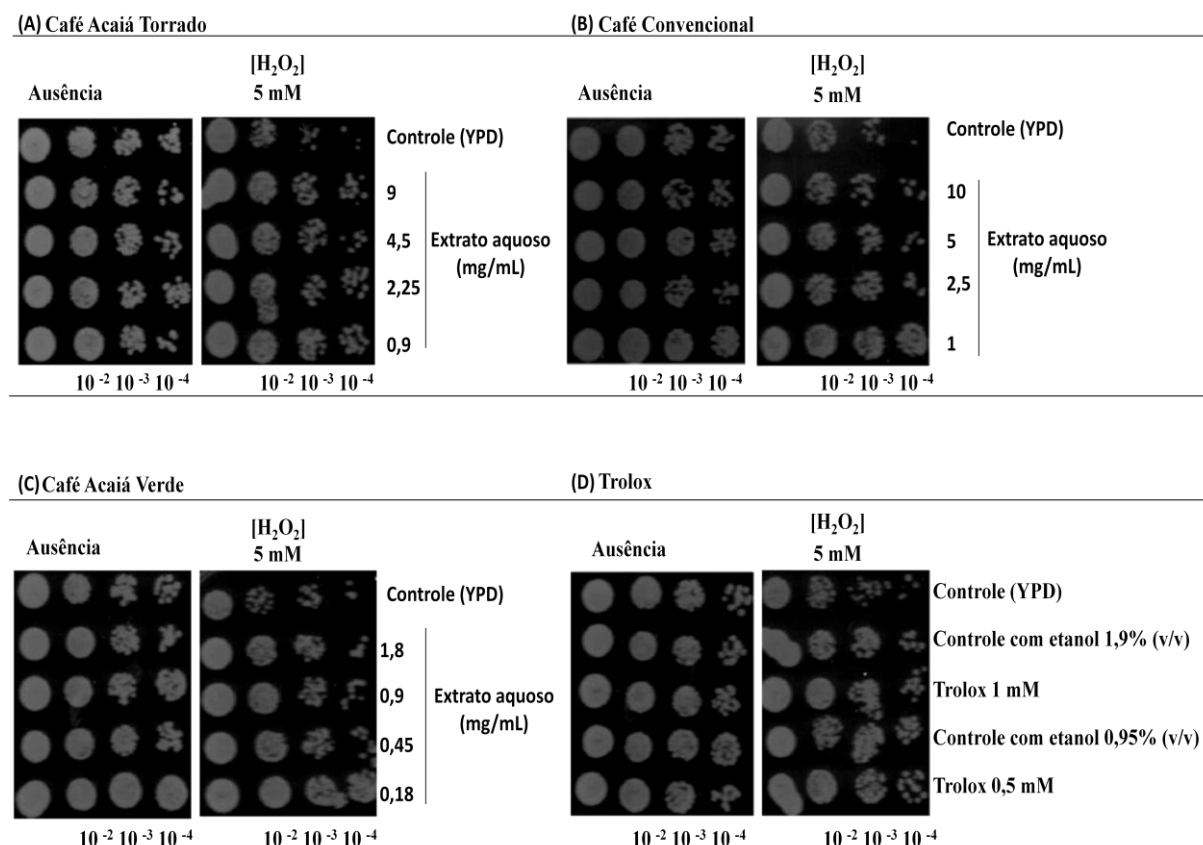 (A) Café Acaiá Torrado
[H₂O₂]
Ausência 5 mM
Controle (YPD)
9
4,5
2,25
0,9
Extrato aquoso
(mg/mL)
10⁻² 10⁻³ 10⁻⁴ 10⁻² 10⁻³ 10⁻⁴
(B) Café Convencional
[H₂O₂]
Ausência 5 mM
Controle (YPD)
10
5
2,5
1
Extrato aquoso
(mg/mL)
10⁻² 10⁻³ 10⁻⁴ 10⁻² 10⁻³ 10⁻⁴
(C) Café Acaiá Verde
[H₂O₂]
Ausência 5 mM
Controle (YPD)
1,8
0,9
0,45
0,18
Extrato aquoso
(mg/mL)
10⁻² 10⁻³ 10⁻⁴ 10⁻² 10⁻³ 10⁻⁴
(D) Trolox
[H₂O₂]
Ausência 5 mM
Controle (YPD)
Controle com etanol 1,9% (v/v)
Trolox 1 mM
Controle com etanol 0,95% (v/v)
Trolox 0,5 mM
10⁻² 10⁻³ 10⁻⁴ 10⁻² 10⁻³ 10⁻⁴